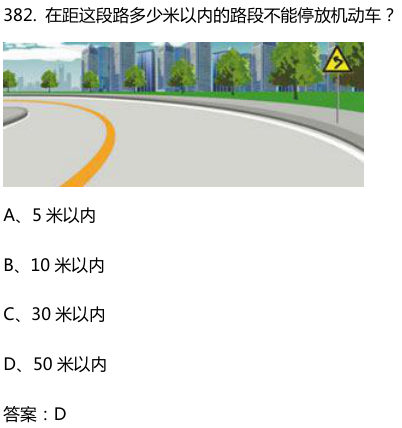 382. 在距这段路多少米以内的路段不能停放机动车？
A、5 米以内
B、10 米以内
C、30 米以内
D、50 米以内
答案：D